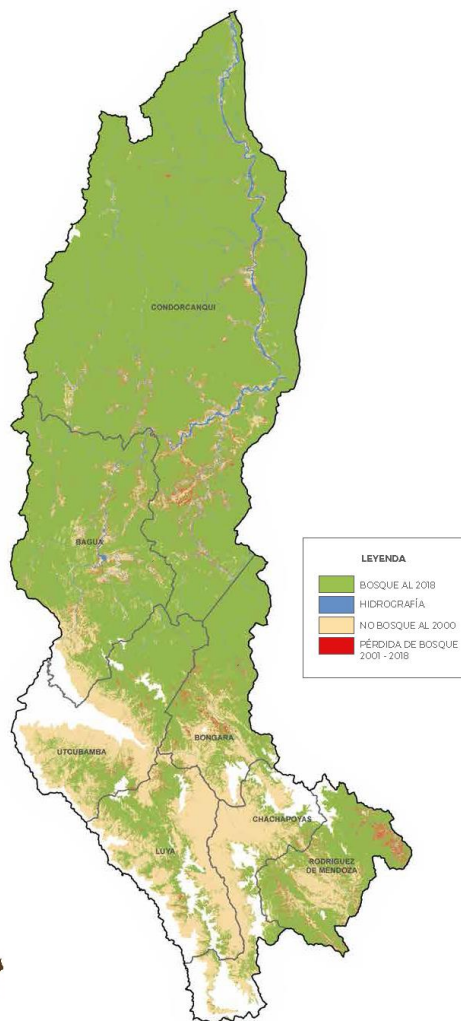 CONDORCANQUI
BAGUA
LEYENDA
BOSQUE AL 2018
HIDROGRAFÍA
NO BOSQUE AL 2000
PÉRDIDA DE BOSQUE
2001 - 2018
UTCUBAMBA
BONGARA
CHACHAPOYAS
LUYA
RODRIGUEZ
DE MENDOZA